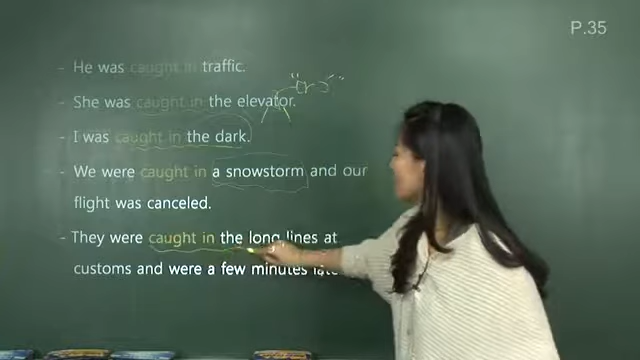 P.35
- He was caught in traffic.
- She was caught in the elevator.
- I was caught in the dark.
- We were caught in a snowstorm and our
flight was canceled.
- They were caught in the long lines at
customs and were a few minutes late